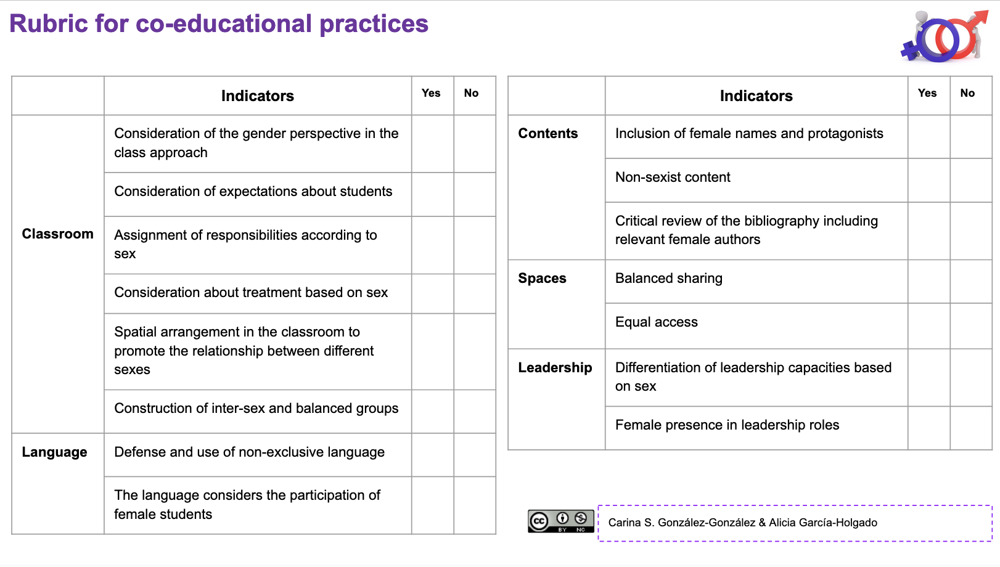 Rubric for co-educational practices
Indicators
Yes
No
Classroom
Consideration of the gender perspective in the
class approach
Consideration of expectations about students
Assignment of responsibilities according to
sex
Consideration about treatment based on sex
Spatial arrangement in the classroom to
promote the relationship between different
sexes
Construction of inter-sex and balanced groups
Language
Defense and use of non-exclusive language
The language considers the participation of
female students
Indicators
Yes
No
Contents
Inclusion of female names and protagonists
Non-sexist content
Critical review of the bibliography including
relevant female authors
Spaces
Balanced sharing
Equal access
Leadership
Differentiation of leadership capacities based
on sex
Female presence in leadership roles
cc
BY NC
Carina S. González-González & Alicia García-Holgado